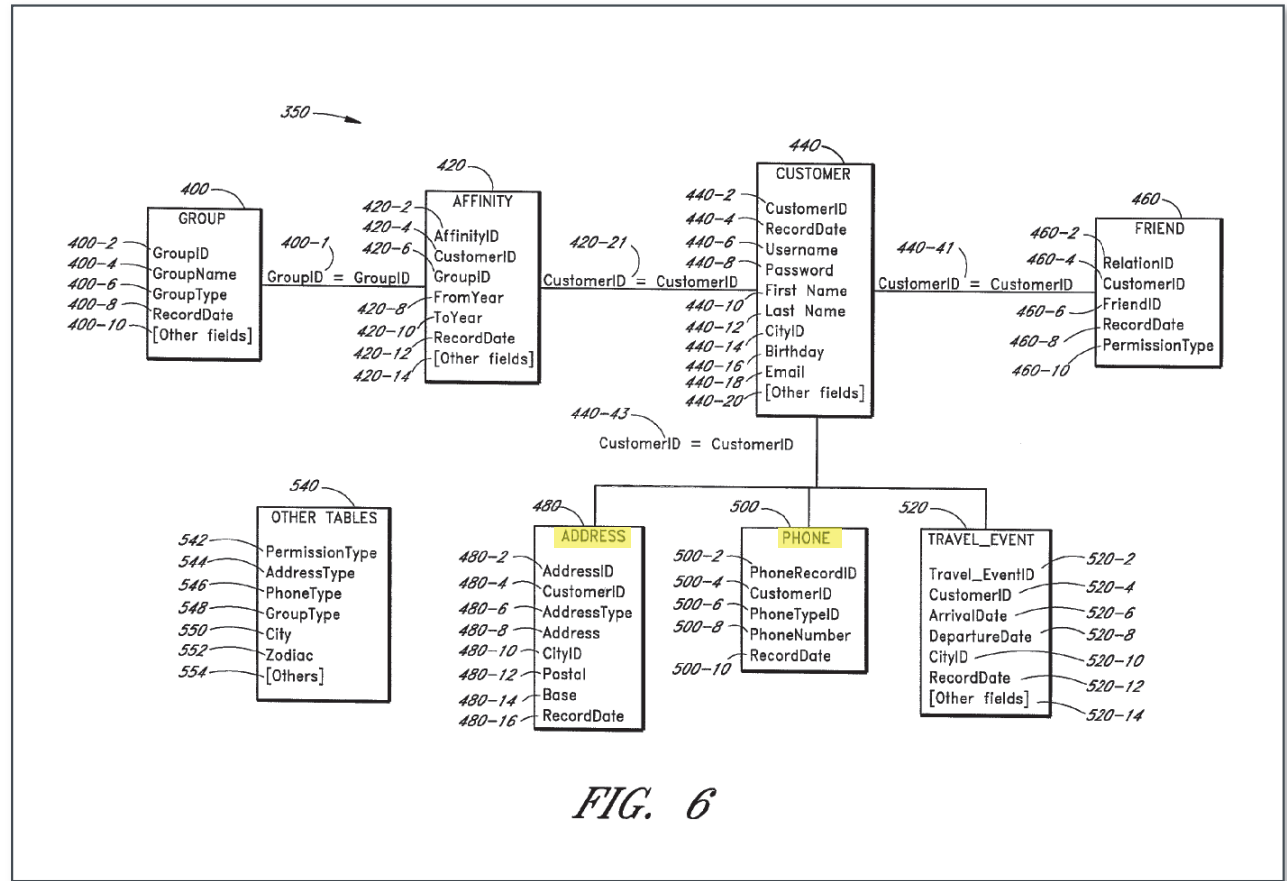 350
400
GROUP
400-2 GroupID
400-4 GroupName
400-6 GroupType
400-8 RecordDate
400-10 [Other fields]
400-1
GroupID = GroupID
420
AFFINITY
420-2 AffinityID
420-4 CustomerID
420-6 GroupID
420-8 FromYear
420-10 ToYear
420-12 RecordDate
420-14 [Other fields]
420-21
CustomerID = CustomerID
440
CUSTOMER
440-2 CustomerID
440-4 RecordDate
440-6 Username
440-8 Password
440-10 First Name
440-12 Last Name
440-14 CityID
440-16 Birthday
440-18 Email
440-20 [Other fields]
440-41
CustomerID = CustomerID
460
FRIEND
460-2 RelationID
460-4 CustomerID
460-6 FriendID
460-8 RecordDate
460-10 PermissionType
440-43
CustomerID = CustomerID
540
OTHER TABLES
542 PermissionType
544 AddressType
546 PhoneType
548 GroupType
550 City
552 Zodiac
554 [Others]
480
ADDRESS
480-2 AddressID
480-4 CustomerID
480-6 AddressType
480-8 Address
480-10 CityID
480-12 Postal
480-14 Base
480-16 RecordDate
500
PHONE
500-2 PhoneRecordID
500-4 CustomerID
500-6 PhoneTypeID
500-8 PhoneNumber
500-10 RecordDate
520
TRAVEL_EVENT
Travel_EventID 520-2
CustomerID 520-4
ArrivalDate 520-6
DepartureDate 520-8
CityID 520-10
RecordDate 520-12
[Other fields] 520-14
FIG. 6